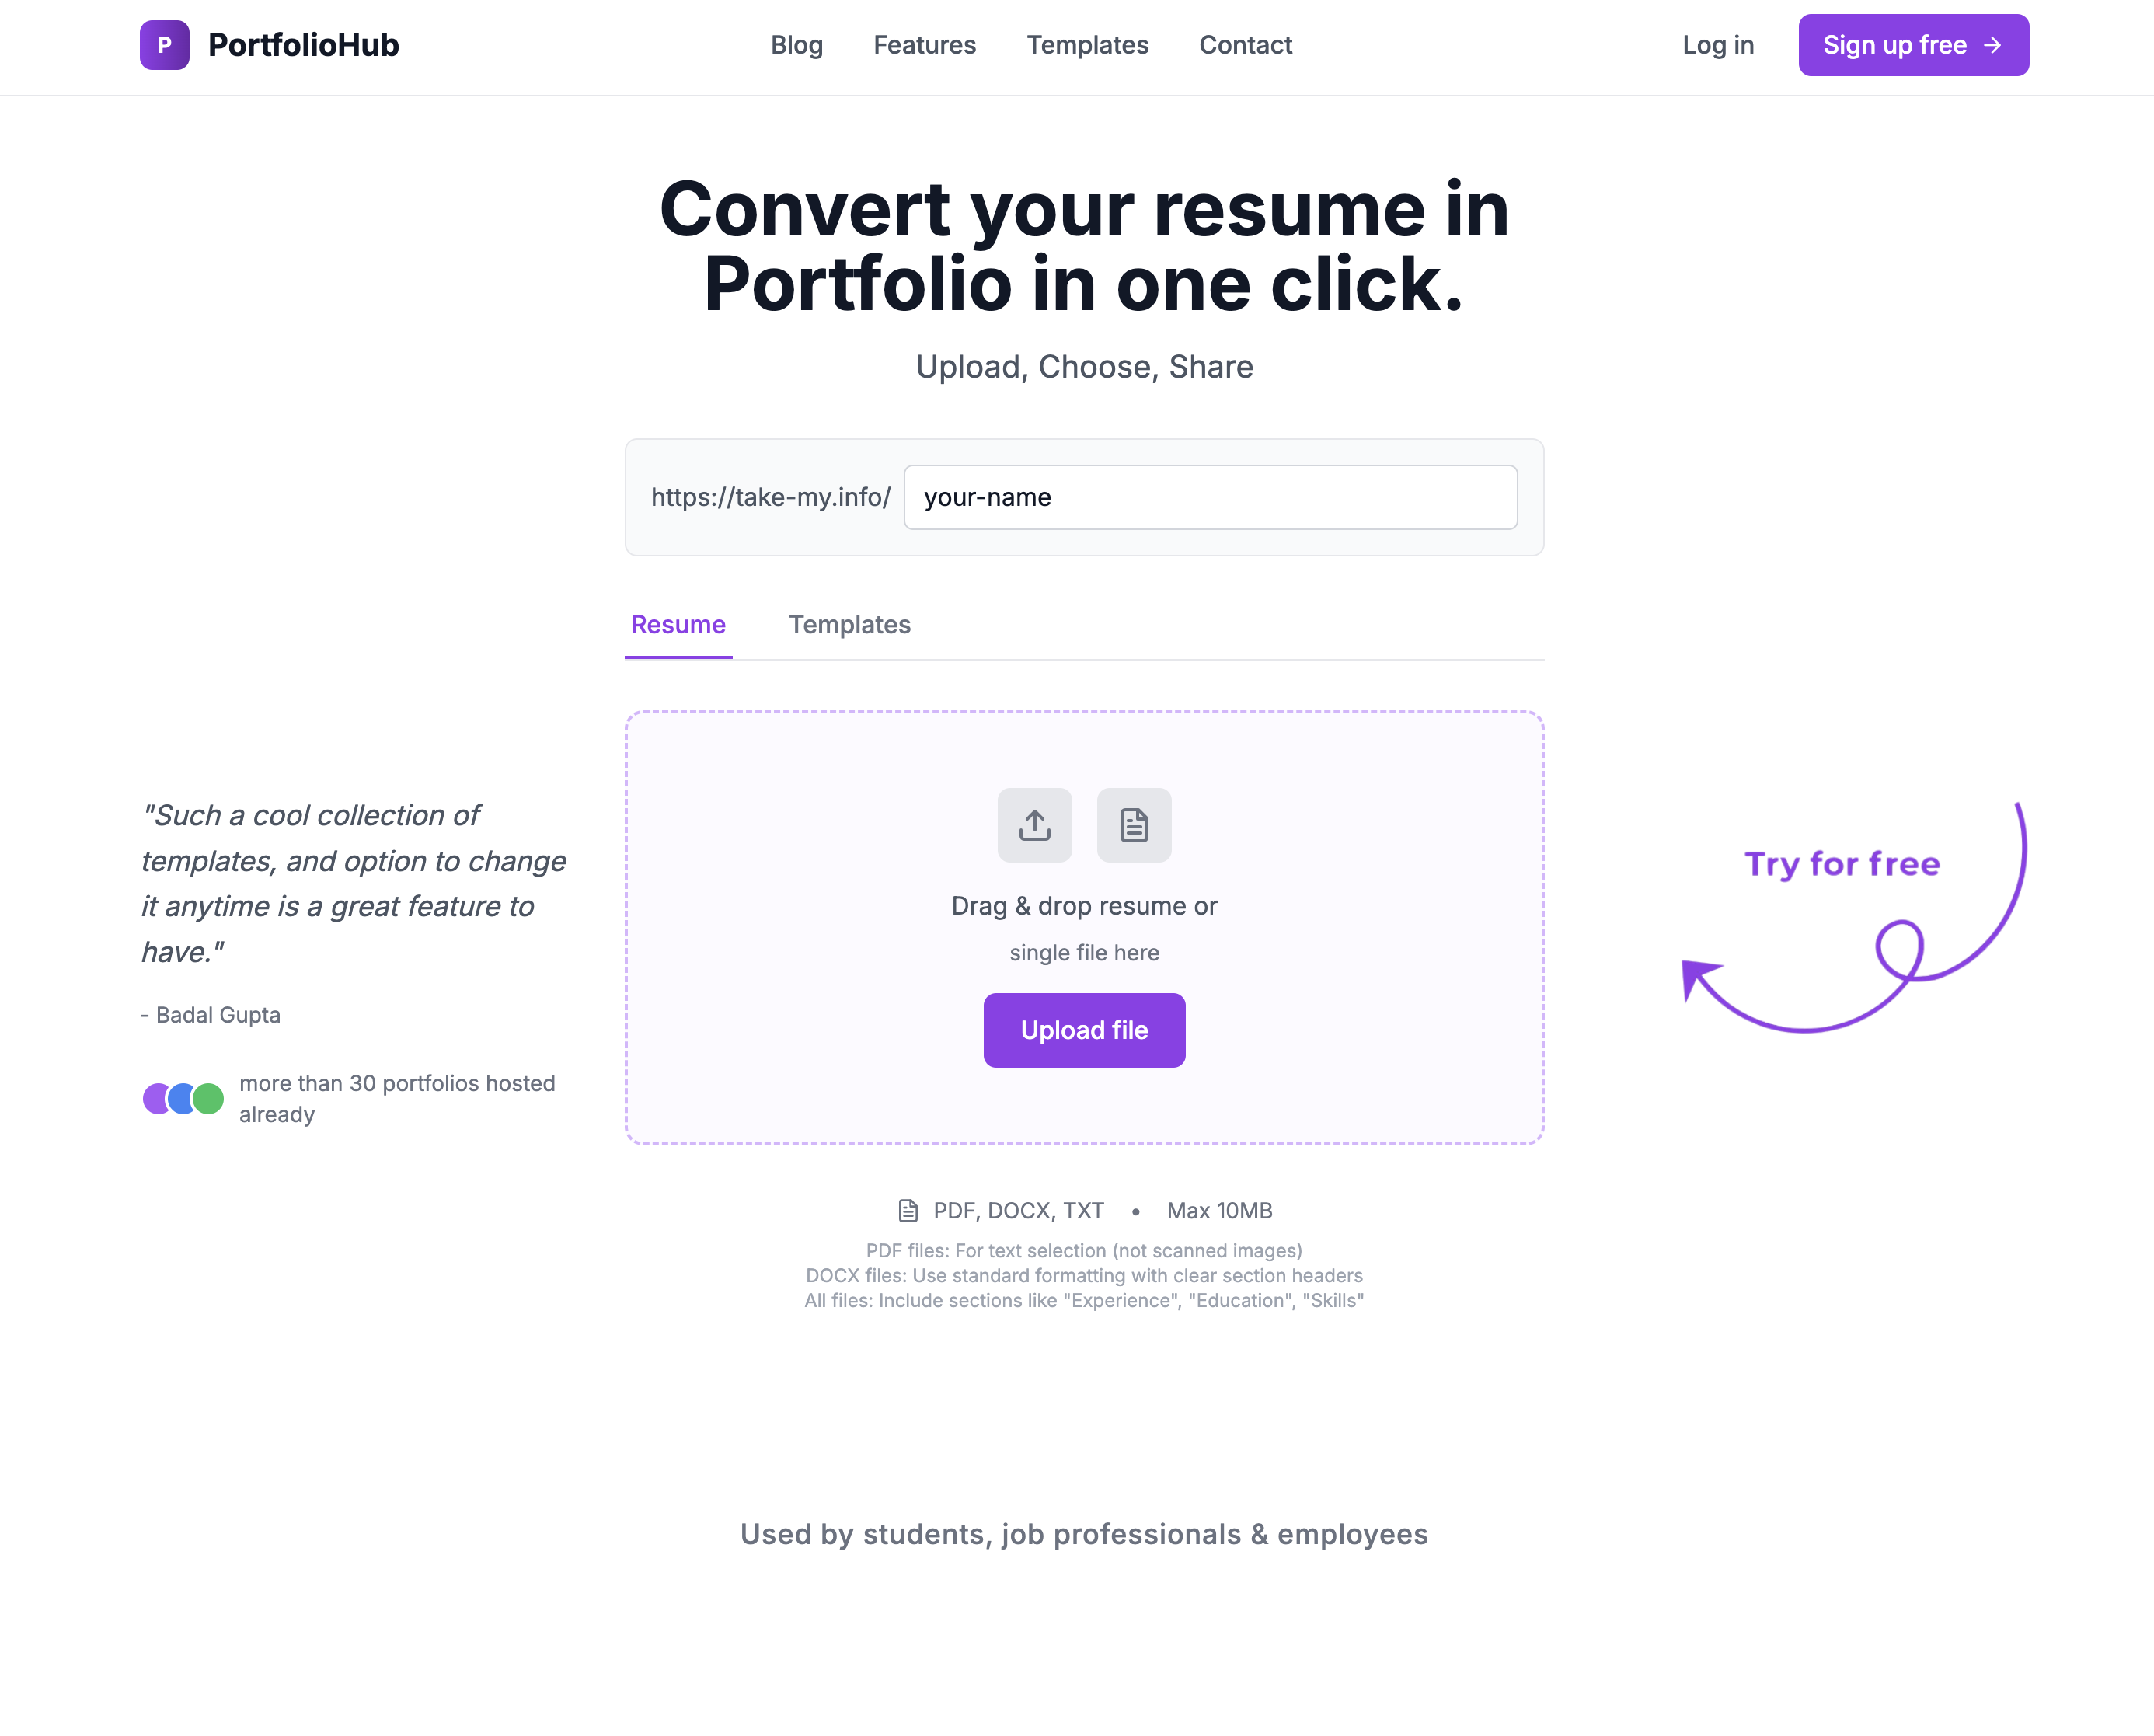 P PortfolioHub
Blog Features Templates Contact
Log in Sign up free
Convert your resume in
Portfolio in one click.
Upload, Choose, Share
https://take-my.info/ your-name
Resume Templates
"Such a cool collection of
templates, and option to change
it anytime is a great feature to
have."
- Badal Gupta
more than 30 portfolios hosted
already
Drag & drop resume or
single file here
Upload file
Try for free
PDF, DOCX, TXT • Max 10MB
PDF files: For text selection (not scanned images)
DOCX files: Use standard formatting with clear section headers
All files: Include sections like "Experience", "Education", "Skills"
Used by students, job professionals & employees